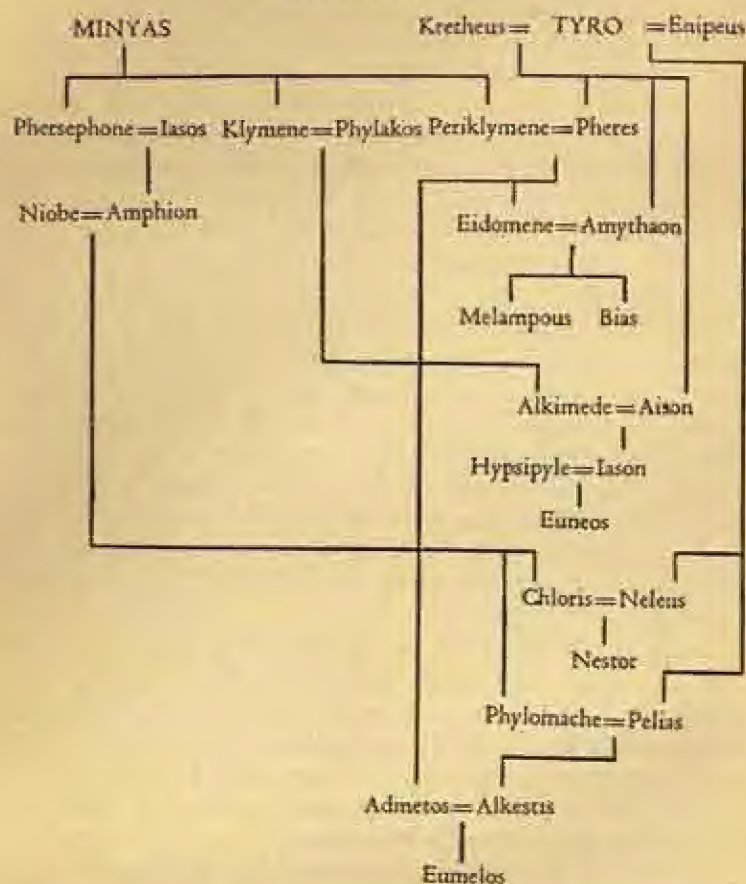 MINYAS Kretheus= TYRO =Enipeus
Phersephone=Iasos Klymene=Phylakos Periklymene=Pheres
Niobe=Amphion
Eidomene=Amythaon
Melampous Bias
Alkimede=Aison
Hypsipyle=Iason
Euneos
Chloris=Neleus
Nestor
Phylomache=Pelias
Admetos=Alkestis
Eumelos